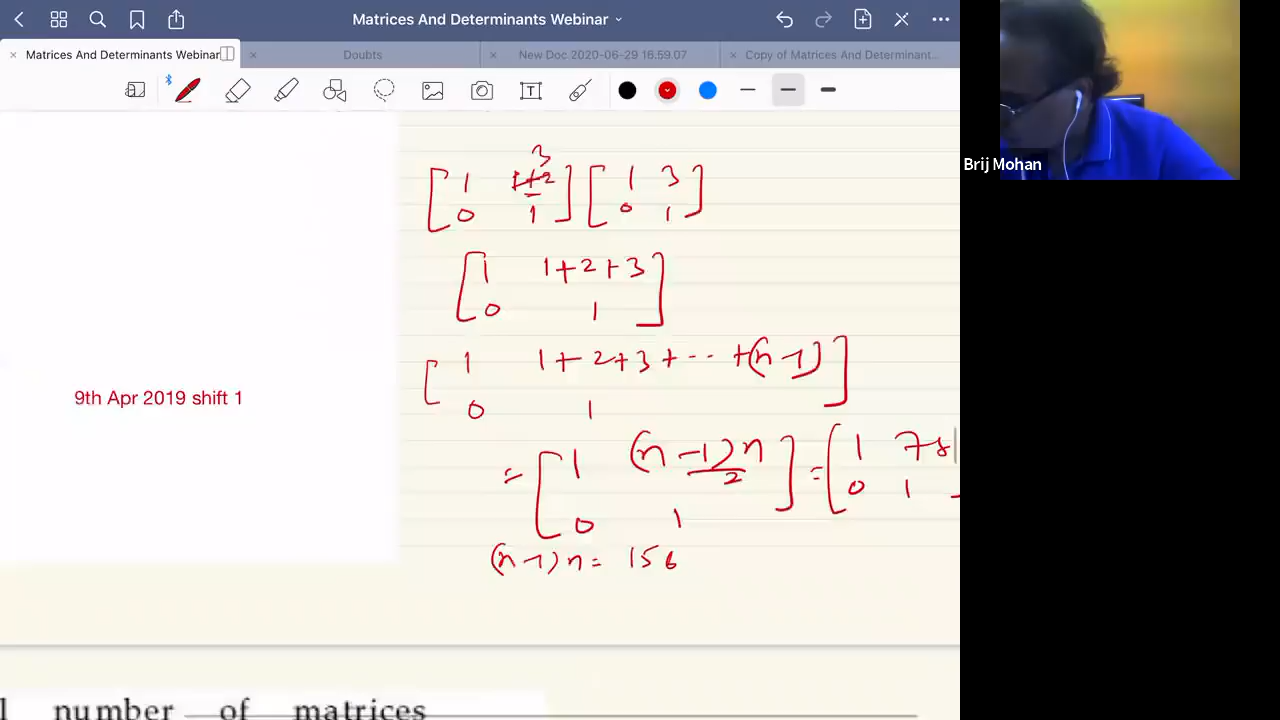 Matrices And Determinants Webinar
Matrices And Determinants Webinar
Doubts
New Doc 2020-06-29 16.59.07
Copy of Matrices And Determinant...
Brij Mohan
3
[1 1+2] [1 3]
[0 1] [0 1]
[1 1+2+3]
[0 1]
[1 1+2+3+ ··· +(n-1)]
[0 1]
9th Apr 2019 shift 1
= [1 (n-1)n/2] = [1 78]
[0 1] [0 1]
(n-1)n = 156
l number of matrices